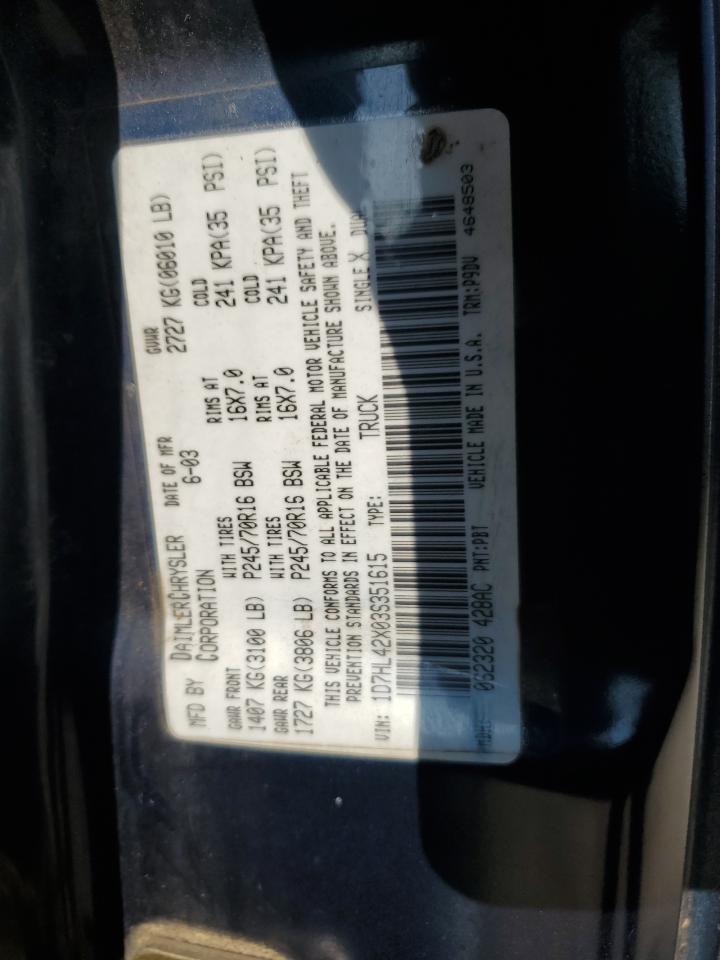 MFD BY DAIMLERCHRYSLER CORPORATION DATE OF MFR 6-03 GVWR 2727 KG(06010 LB)
GAWR FRONT WITH TIRES RIMS AT COLD
1407 KG(3100 LB) P245/70R16 BSW 16X7.0 241 KPA(35 PSI)
GAWR REAR WITH TIRES RIMS AT COLD
1727 KG(3806 LB) P245/70R16 BSW 16X7.0 241 KPA(35 PSI)
THIS VEHICLE CONFORMS TO ALL APPLICABLE FEDERAL MOTOR VEHICLE SAFETY AND THEFT
PREVENTION STANDARDS IN EFFECT ON THE DATE OF MANUFACTURE SHOWN ABOVE.
VIN: 1D7HL42X03S351615 TYPE: TRUCK SINGLE X DUAL
MDH: 062320 428AC PNT:PBT VEHICLE MADE IN U.S.A. TRM:P9DV 4648503